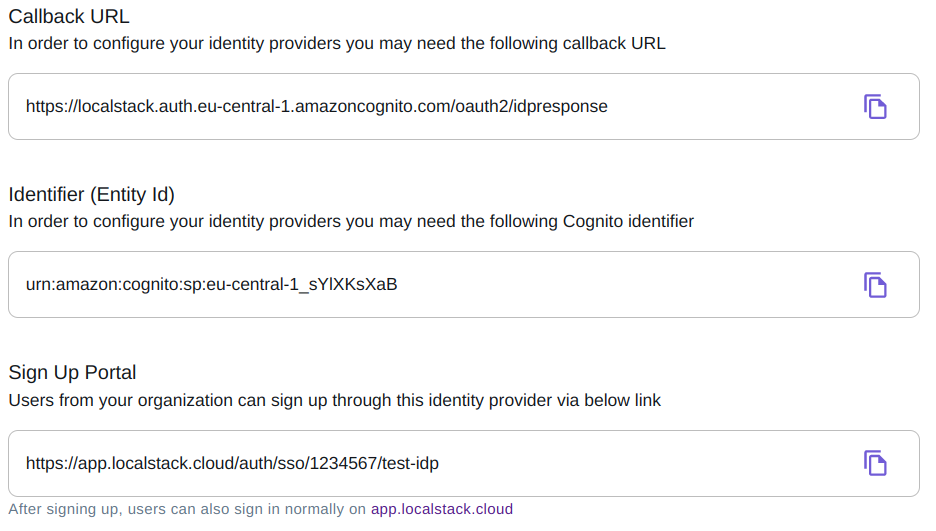 Callback URL
In order to configure your identity providers you may need the following callback URL
https://localstack.auth.eu-central-1.amazoncognito.com/oauth2/idpresponse
Identifier (Entity Id)
In order to configure your identity providers you may need the following Cognito identifier
urn:amazon:cognito:sp:eu-central-1_sYlXKsXaB
Sign Up Portal
Users from your organization can sign up through this identity provider via below link
https://app.localstack.cloud/auth/sso/1234567/test-idp
After signing up, users can also sign in normally on app.localstack.cloud